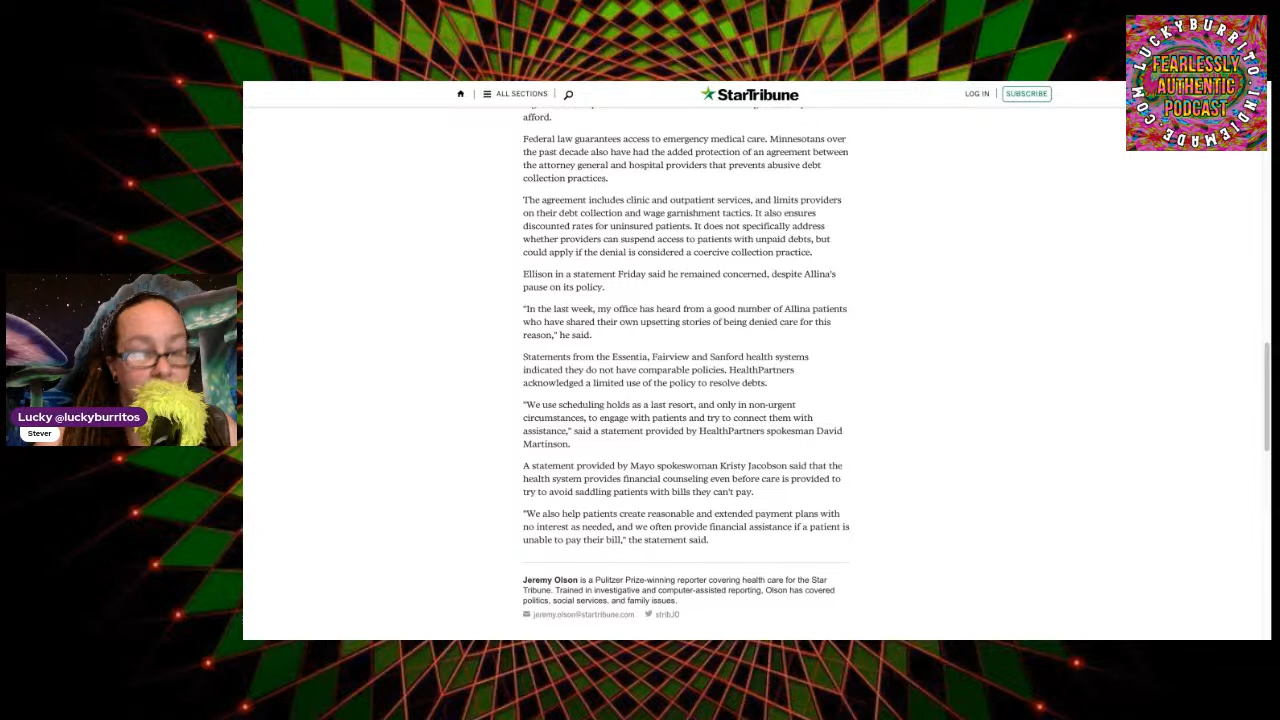 ALL SECTIONS
StarTribune
LOG IN
SUBSCRIBE
afford.
Federal law guarantees access to emergency medical care. Minnesotans over
the past decade also have had the added protection of an agreement between
the attorney general and hospital providers that prevents abusive debt
collection practices.
The agreement includes clinic and outpatient services, and limits providers
on their debt collection and wage garnishment tactics. It also ensures
discounted rates for uninsured patients. It does not specifically address
whether providers can suspend access to patients with unpaid debts, but
could apply if the denial is considered a coercive collection practice.
Ellison in a statement Friday said he remained concerned, despite Allina's
pause on its policy.
"In the last week, my office has heard from a good number of Allina patients
who have shared their own upsetting stories of being denied care for this
reason," he said.
Statements from the Essentia, Fairview and Sanford health systems
indicated they do not have comparable policies. HealthPartners
acknowledged a limited use of the policy to resolve debts.
"We use scheduling holds as a last resort, and only in non-urgent
circumstances, to engage with patients and try to connect them with
assistance," said a statement provided by HealthPartners spokesman David
Martinson.
A statement provided by Mayo spokeswoman Kristy Jacobson said that the
health system provides financial counseling even before care is provided to
try to avoid saddling patients with bills they can't pay.
"We also help patients create reasonable and extended payment plans with
no interest as needed, and we often provide financial assistance if a patient is
unable to pay their bill," the statement said.
Jeremy Olson is a Pulitzer Prize-winning reporter covering health care for the Star
Tribune. Trained in investigative and computer-assisted reporting, Olson has covered
politics, social services, and family issues.
jeremy.olson@startribune.com stribJO
LUCKYBURRITO.INDIEMADE.COM
FEARLESSLY
AUTHENTIC
PODCAST
Lucky @luckyburritos
Stever